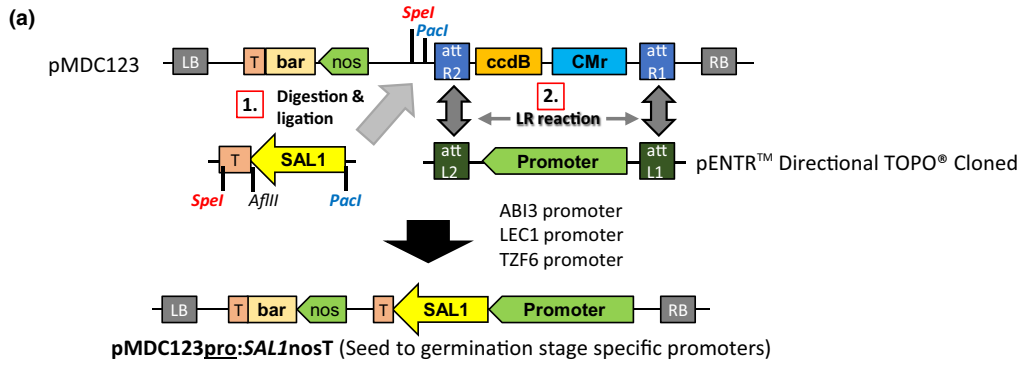 (a)
SpeI
PacI
pMDC123
LB
T
bar
nos
att
R2
ccdB
CMr
att
R1
RB
1.
Digestion &
ligation
2.
LR reaction
T
SAL1
att
L2
Promoter
att
L1
pENTR™ Directional TOPO® Cloned
SpeI
AflII
PacI
ABI3 promoter
LEC1 promoter
TZF6 promoter
LB
T
bar
nos
T
SAL1
Promoter
RB
pMDC123pro:SAL1nosT (Seed to germination stage specific promoters)